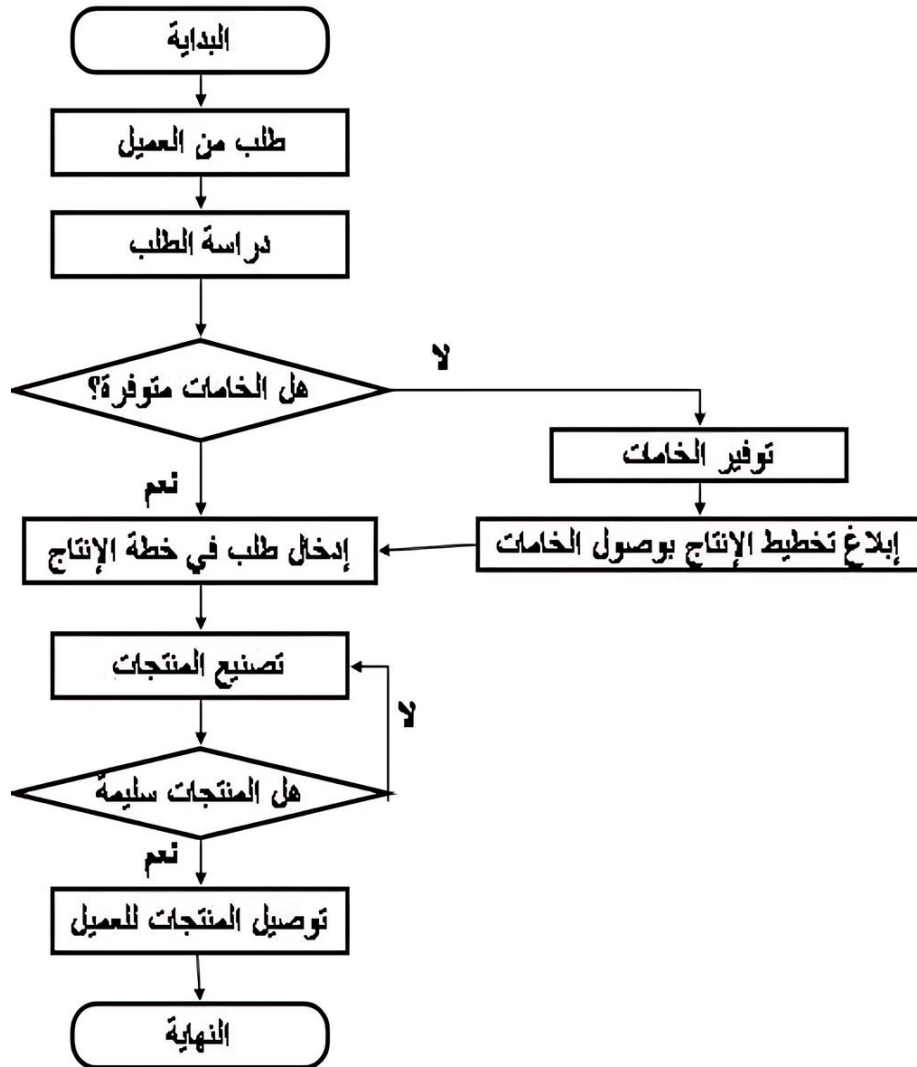 البداية
طلب من العميل
دراسة الطلب
هل الخامات متوفرة؟
لا
توفير الخامات
نعم
إدخال طلب في خطة الإنتاج
إبلاغ تخطيط الإنتاج بوصول الخامات
تصنيع المنتجات
لا
هل المنتجات سليمة
نعم
توصيل المنتجات للعميل
النهاية